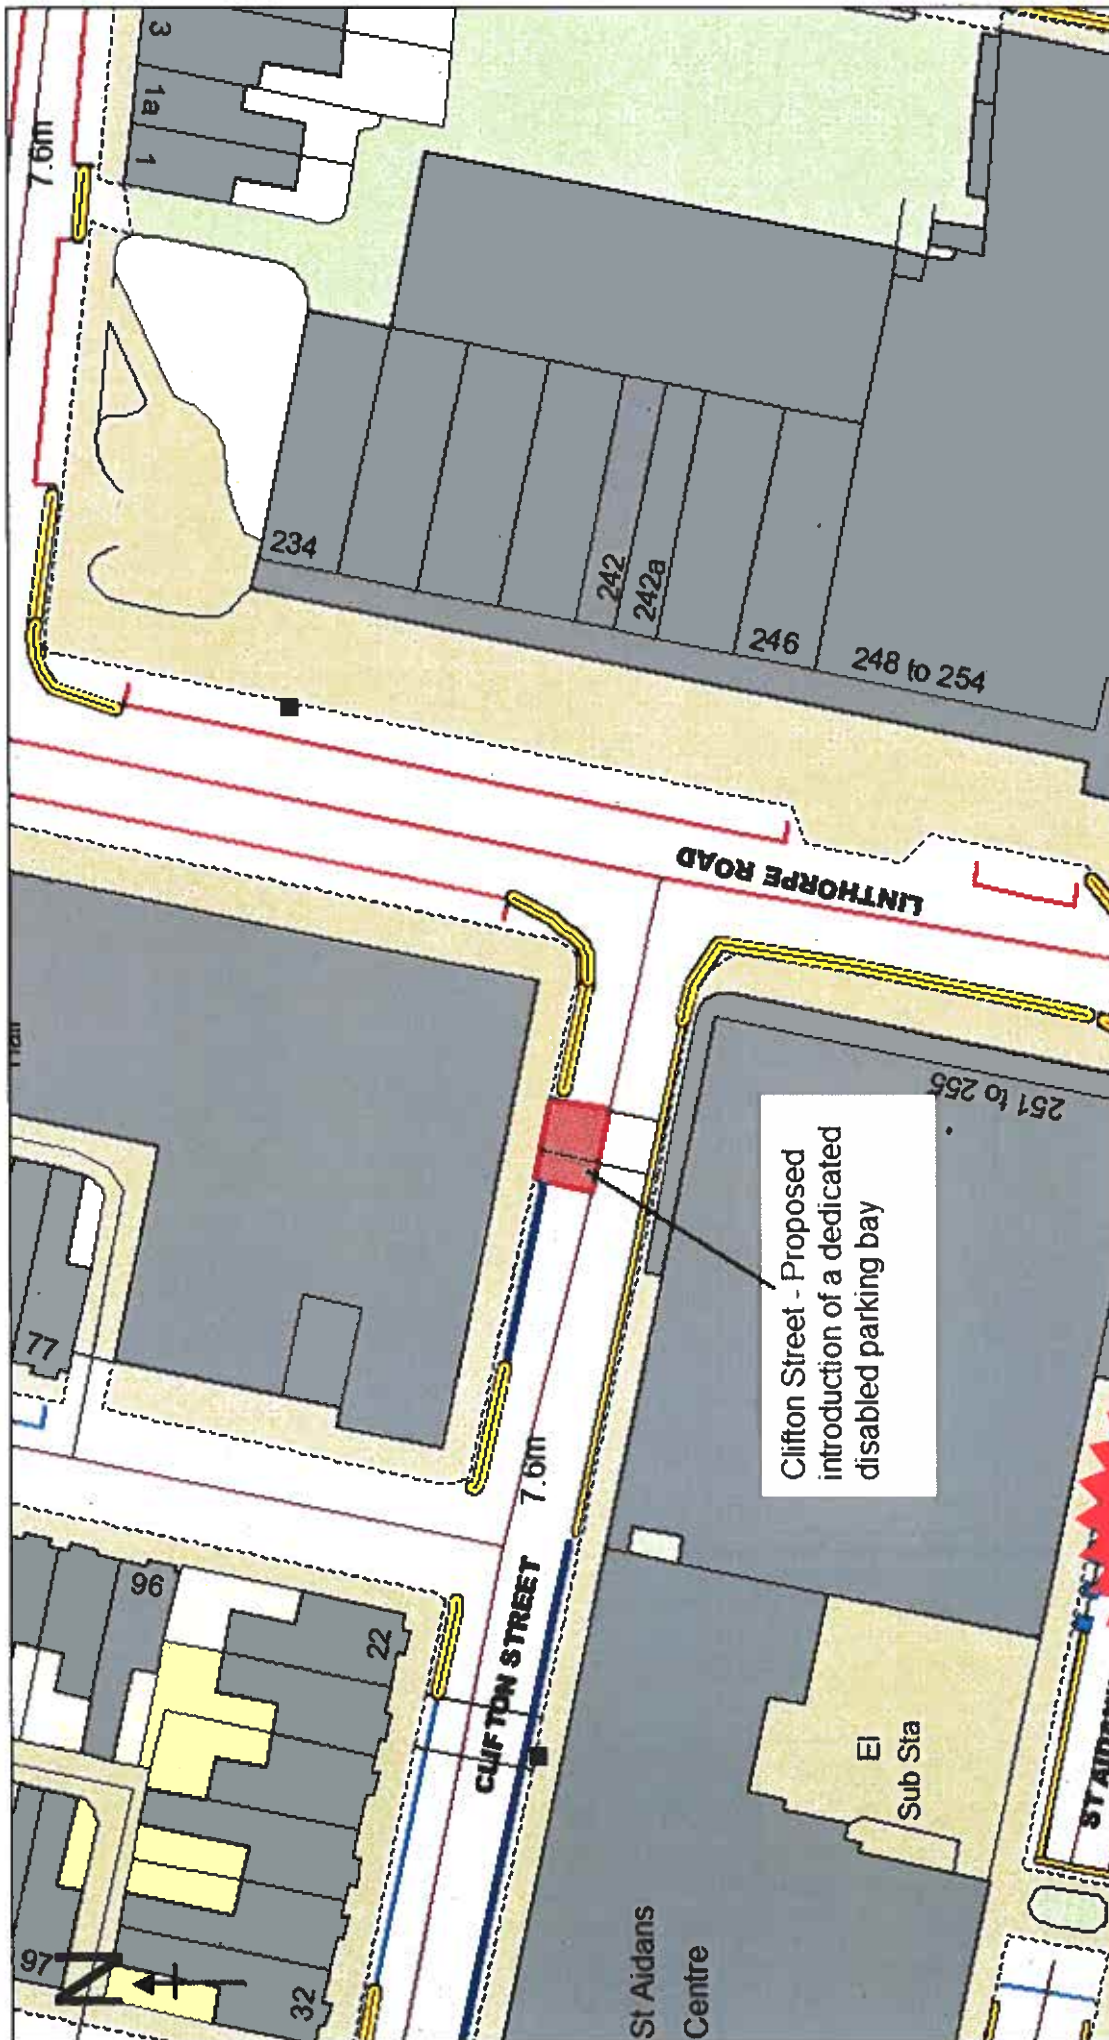 3
1a
1
7.6m
234
242
242a
246
248 to 254
LINTHORPE ROAD
251 to 255
77
Clifton Street - Proposed
introduction of a dedicated
disabled parking bay
7.6m
CLIFTON STREET
96
22
97
N
32
El
Sub Sta
St Aidans
Centre